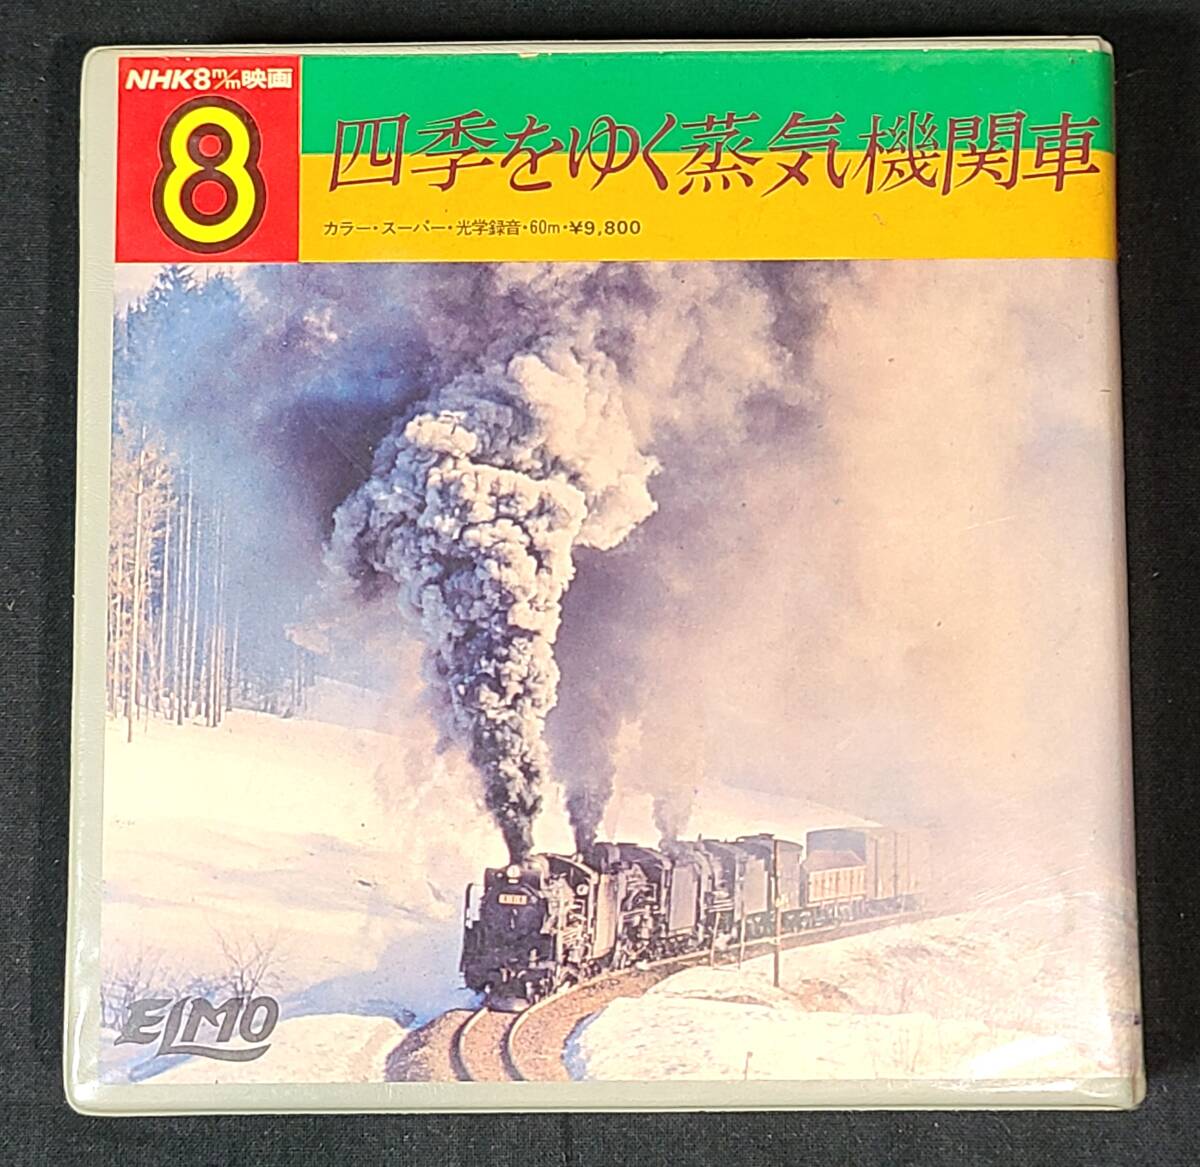 NHK8m/m映画
8
四季をゆく蒸気機関車
カラー・スーパー・光学録音・60m・¥9,800
ELMO